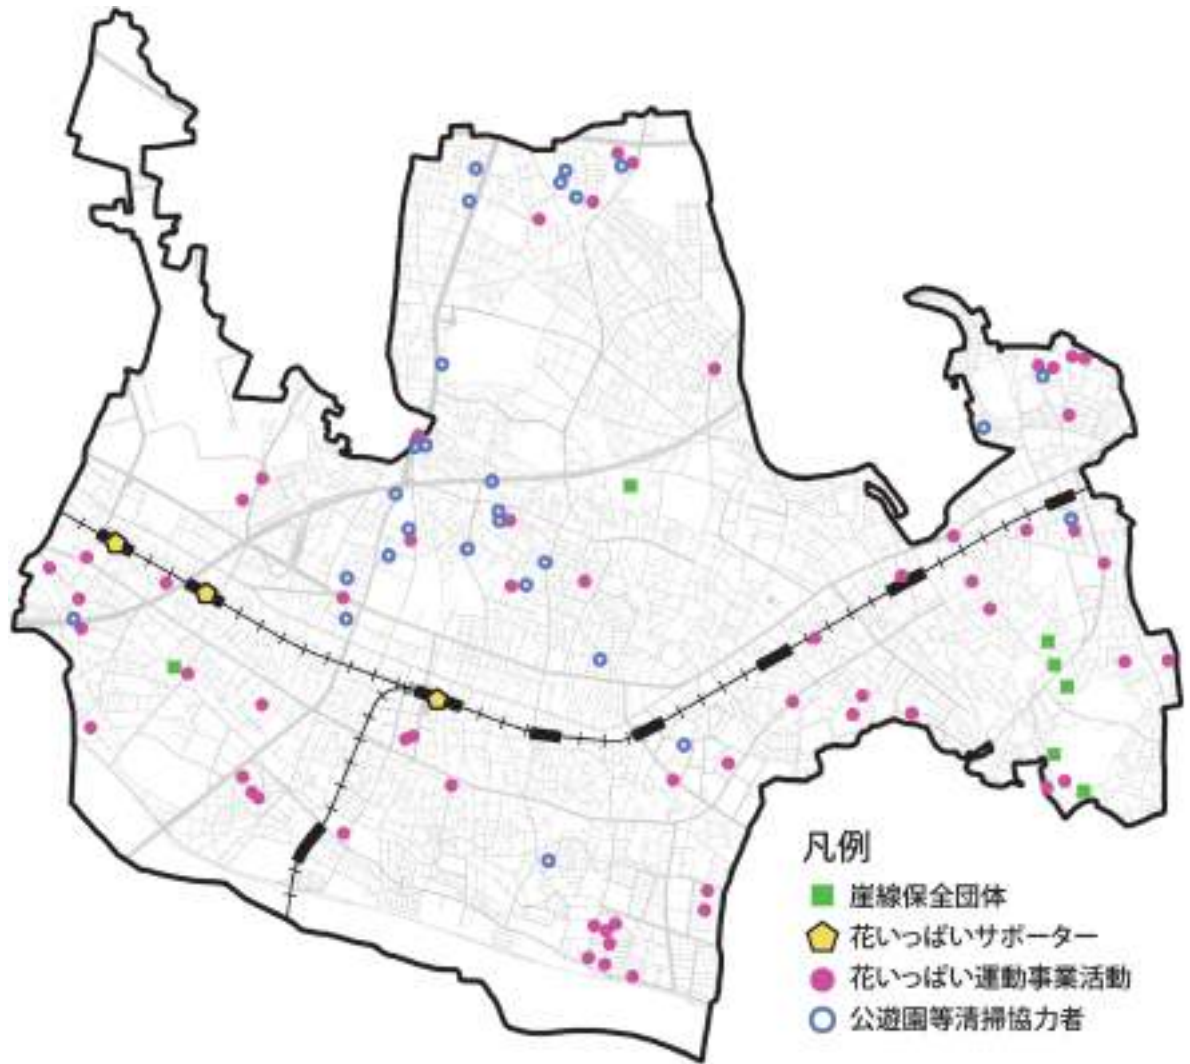 凡例
崖線保全団体
花いっぱいサポーター
花いっぱい運動事業活動
公遊園等清掃協力者